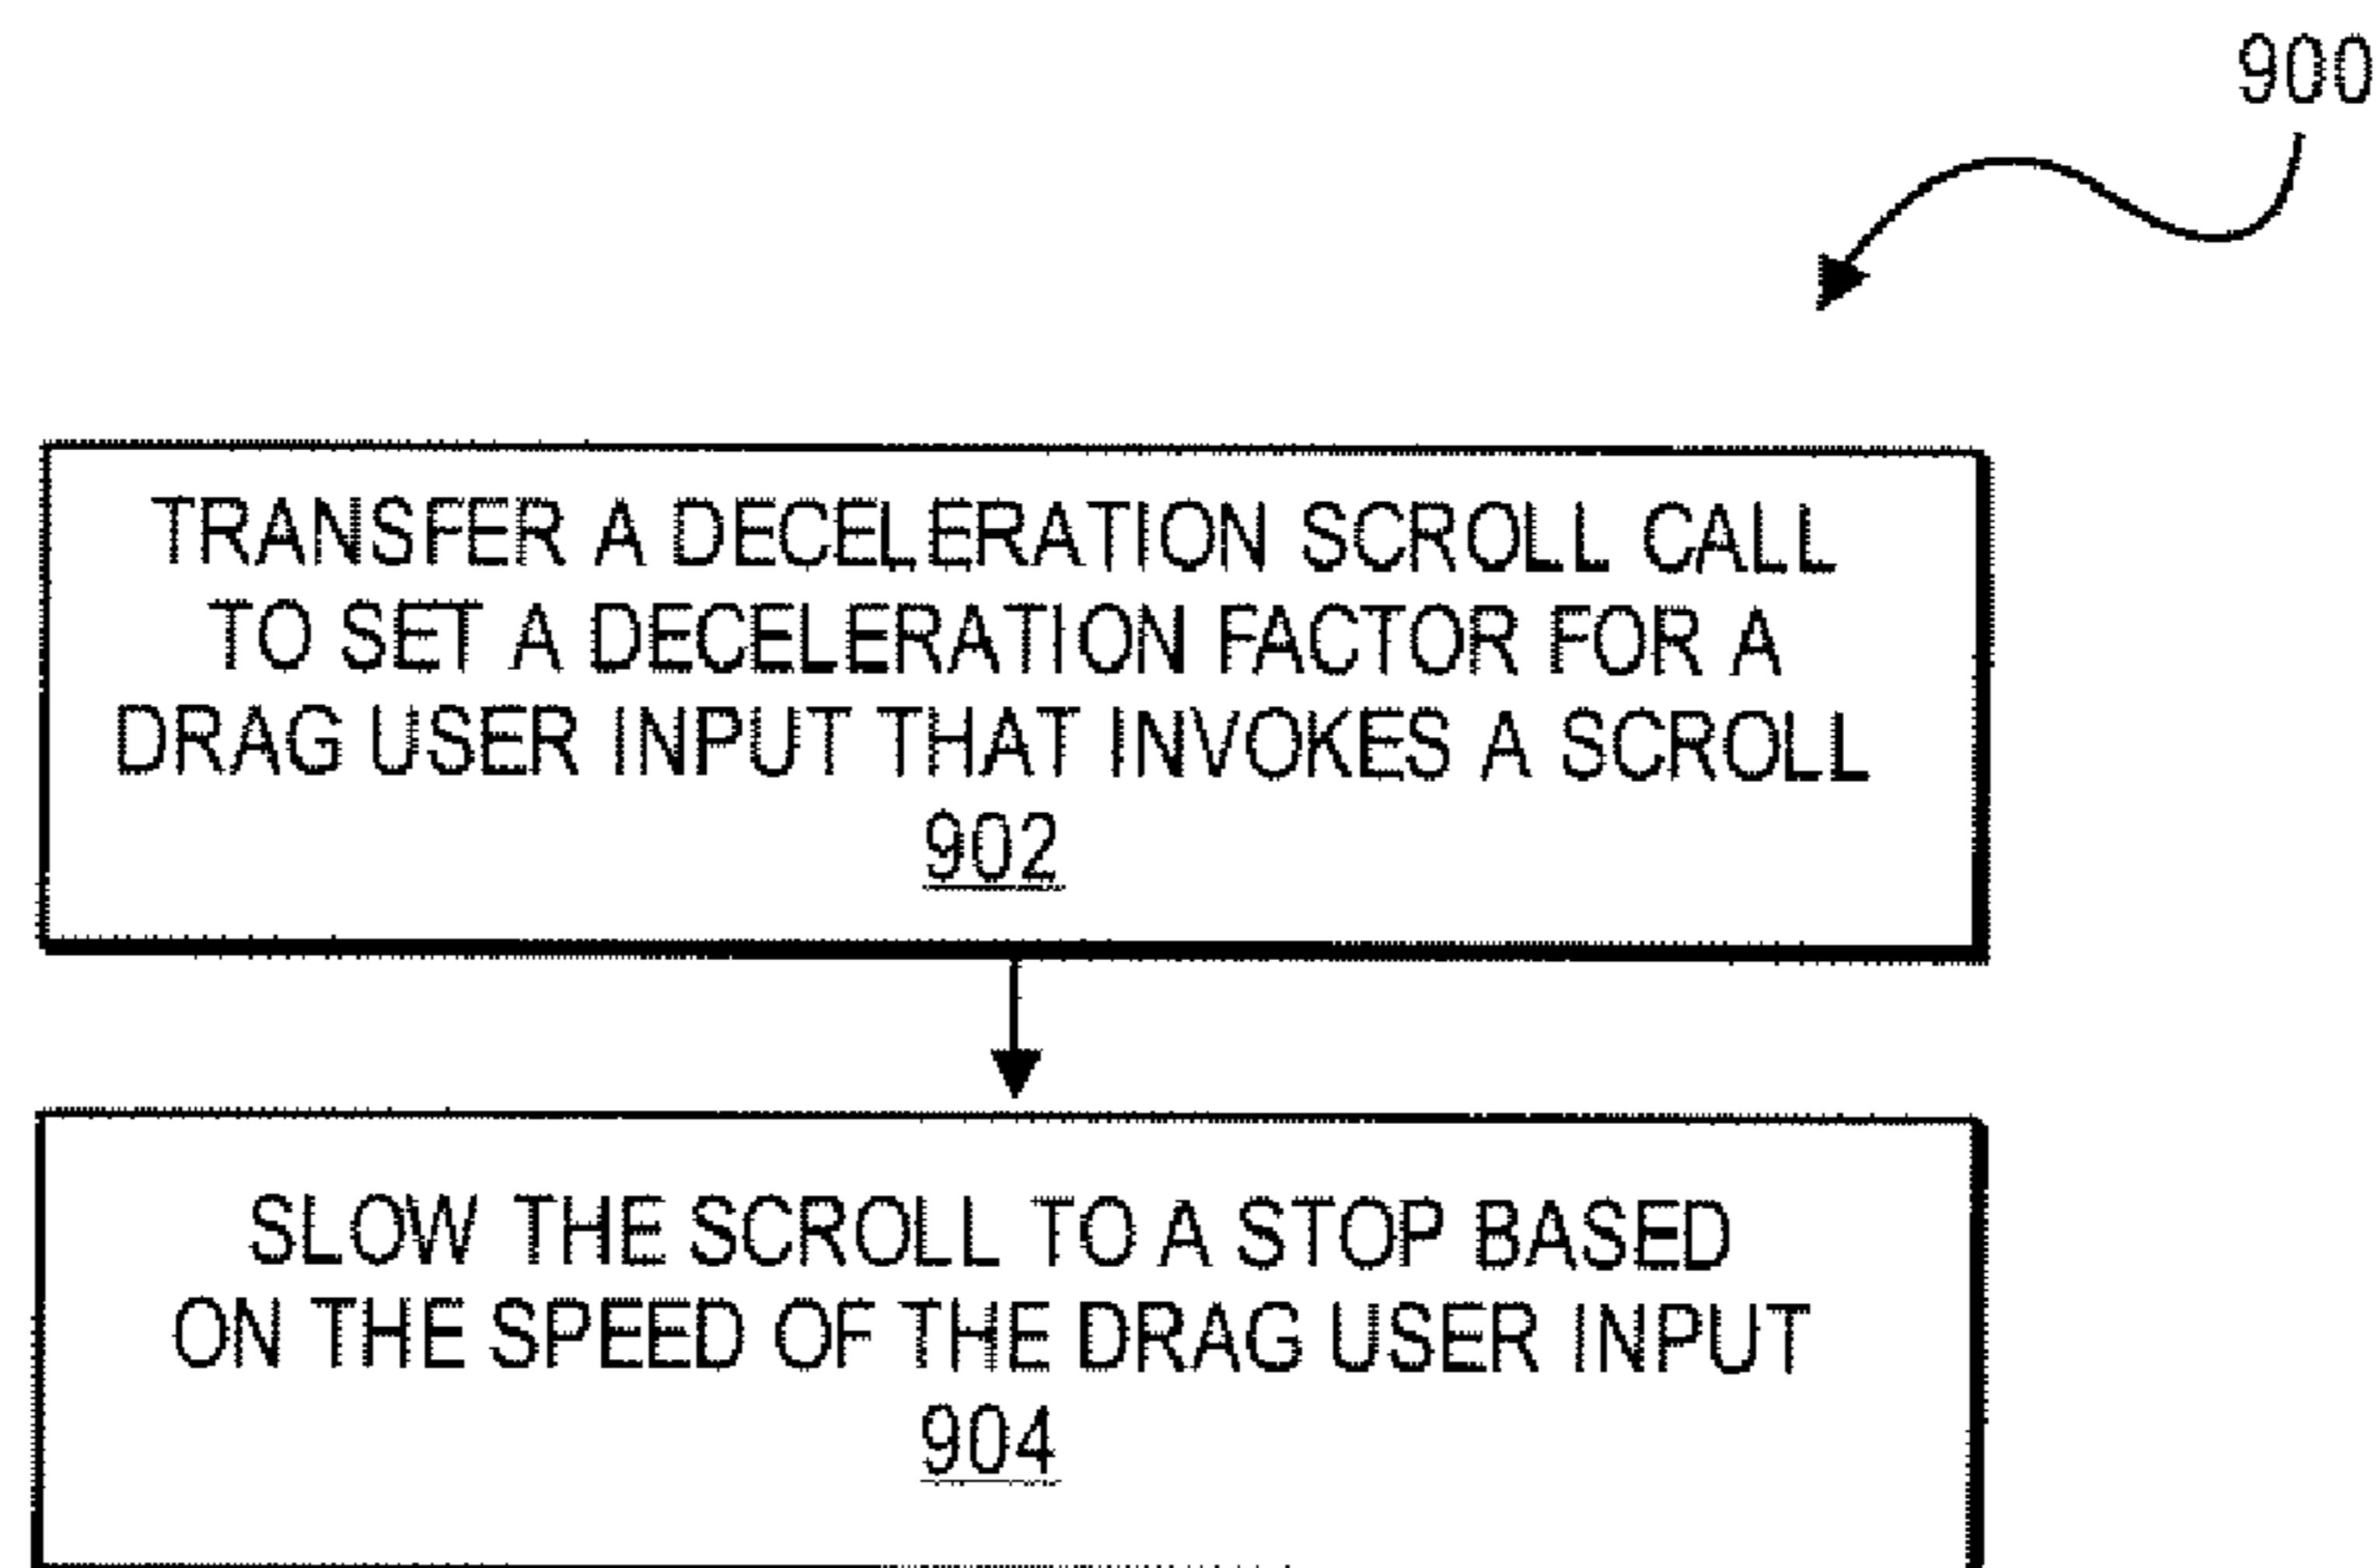 900
TRANSFER A DECELERATION SCROLL CALL
TO SET A DECELERATION FACTOR FOR A
DRAG USER INPUT THAT INVOKES A SCROLL
902
SLOW THE SCROLL TO A STOP BASED
ON THE SPEED OF THE DRAG USER INPUT
904